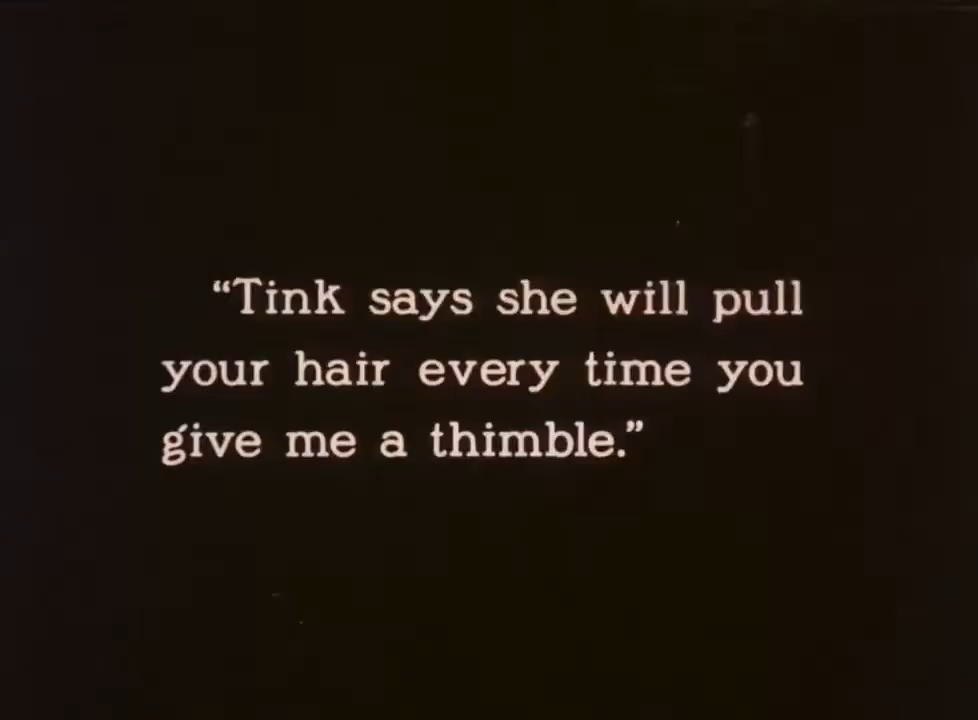 “Tink says she will pull
your hair every time you
give me a thimble.”